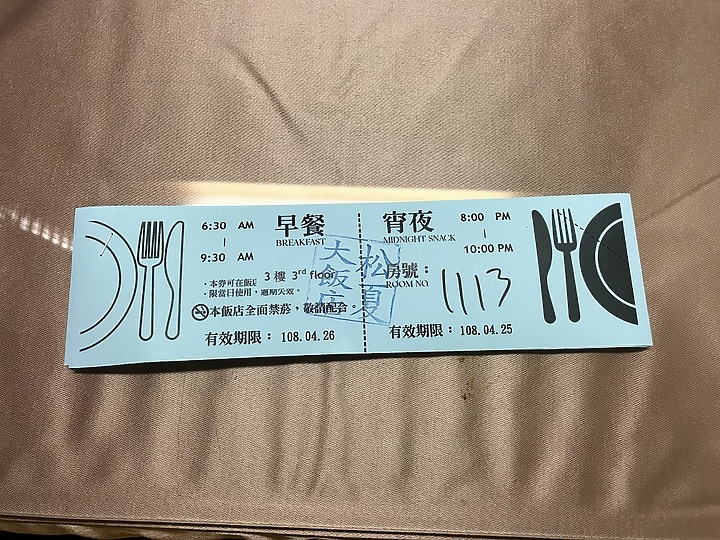 6:30 AM
|
9:30 AM
早餐
BREAKFAST
・本券可在飯店 3 樓 3rd floor
・限當日使用，逾期失效。
本飯店全面禁菸，敬請配合。
有效期限： 108.04.26
宵夜
MIDNIGHT SNACK
8:00 PM
|
10:00 PM
房號：
ROOM NO
1113
有效期限： 108.04.25
松夏
大飯店